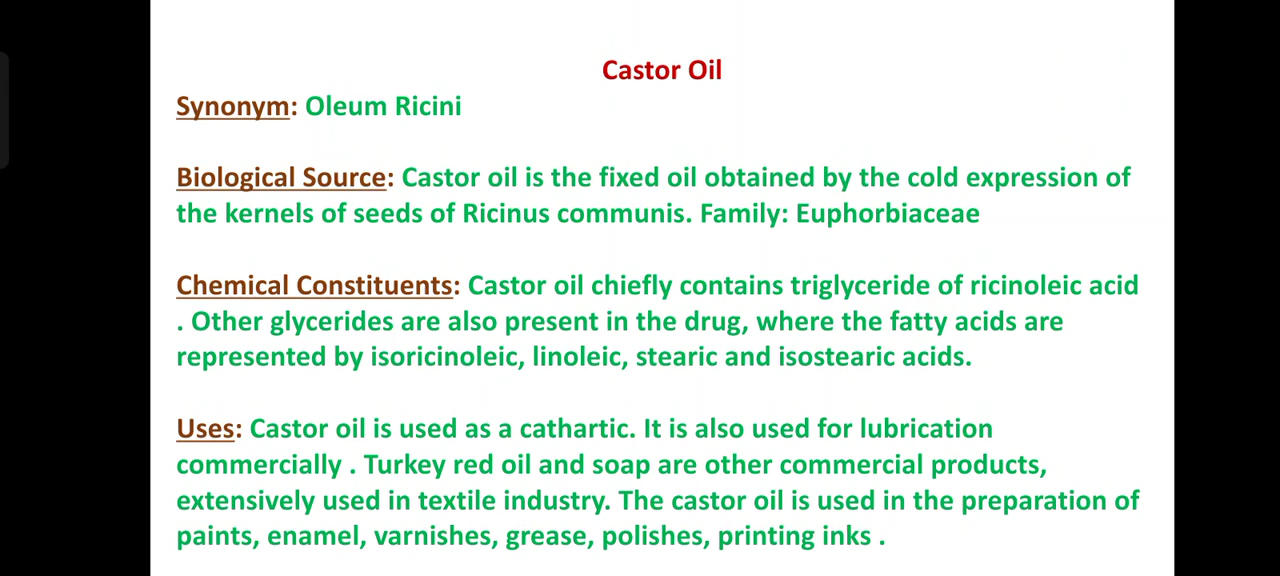 Castor Oil
Synonym: Oleum Ricini
Biological Source: Castor oil is the fixed oil obtained by the cold expression of
the kernels of seeds of Ricinus communis. Family: Euphorbiaceae
Chemical Constituents: Castor oil chiefly contains triglyceride of ricinoleic acid
. Other glycerides are also present in the drug, where the fatty acids are
represented by isoricinoleic, linoleic, stearic and isostearic acids.
Uses: Castor oil is used as a cathartic. It is also used for lubrication
commercially . Turkey red oil and soap are other commercial products,
extensively used in textile industry. The castor oil is used in the preparation of
paints, enamel, varnishes, grease, polishes, printing inks .